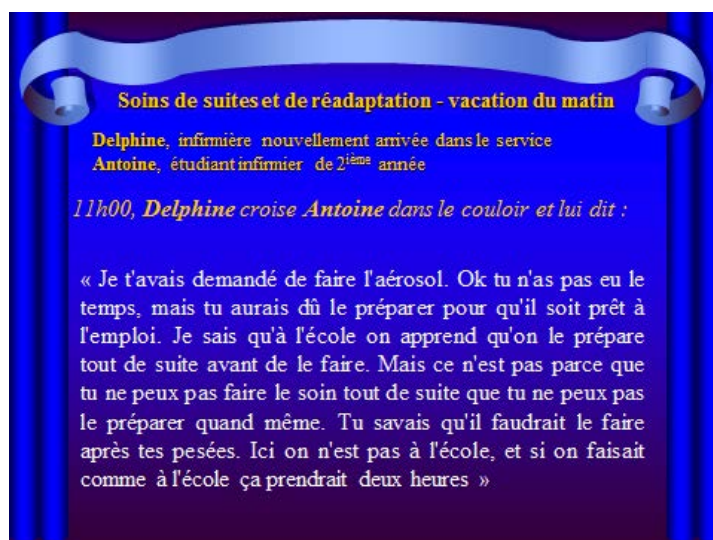 Soins de suites et de réadaptation - vacation du matin
Delphine, infirmière nouvellement arrivée dans le service
Antoine, étudiant infirmier de 2ième année
11h00, Delphine croise Antoine dans le couloir et lui dit :
« Je t'avais demandé de faire l'aérosol. Ok tu n'as pas eu le
temps, mais tu aurais dû le préparer pour qu'il soit prêt à
l'emploi. Je sais qu'à l'école on apprend qu'on le prépare
tout de suite avant de le faire. Mais ce n'est pas parce que
tu ne peux pas faire le soin tout de suite que tu ne peux pas
le préparer quand même. Tu savais qu'il faudrait le faire
après tes pesées. Ici on n'est pas à l'école, et si on faisait
comme à l'école ça prendrait deux heures »